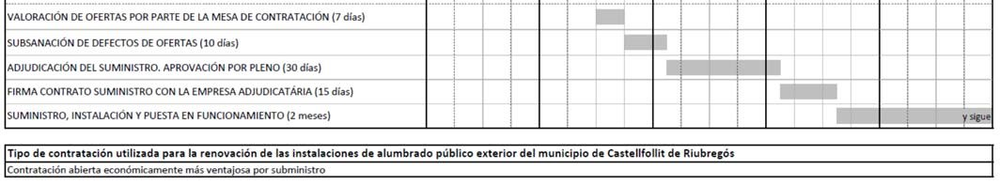 VALORACIÓN DE OFERTAS POR PARTE DE LA MESA DE CONTRATACIÓN (7 días)
SUBSANACIÓN DE DEFECTOS DE OFERTAS (10 días)
ADJUDICACIÓN DEL SUMINISTRO. APROVACIÓN POR PLENO (30 días)
FIRMA CONTRATO SUMINISTRO CON LA EMPRESA ADJUDICATÁRIA (15 días)
SUMINISTRO, INSTALACIÓN Y PUESTA EN FUNCIONAMIENTO (2 meses) y sigue
Tipo de contratación utilizada para la renovación de las instalaciones de alumbrado público exterior del municipio de Castellfollit de Riubregós
Contratación abierta económicamente más ventajosa por subministro